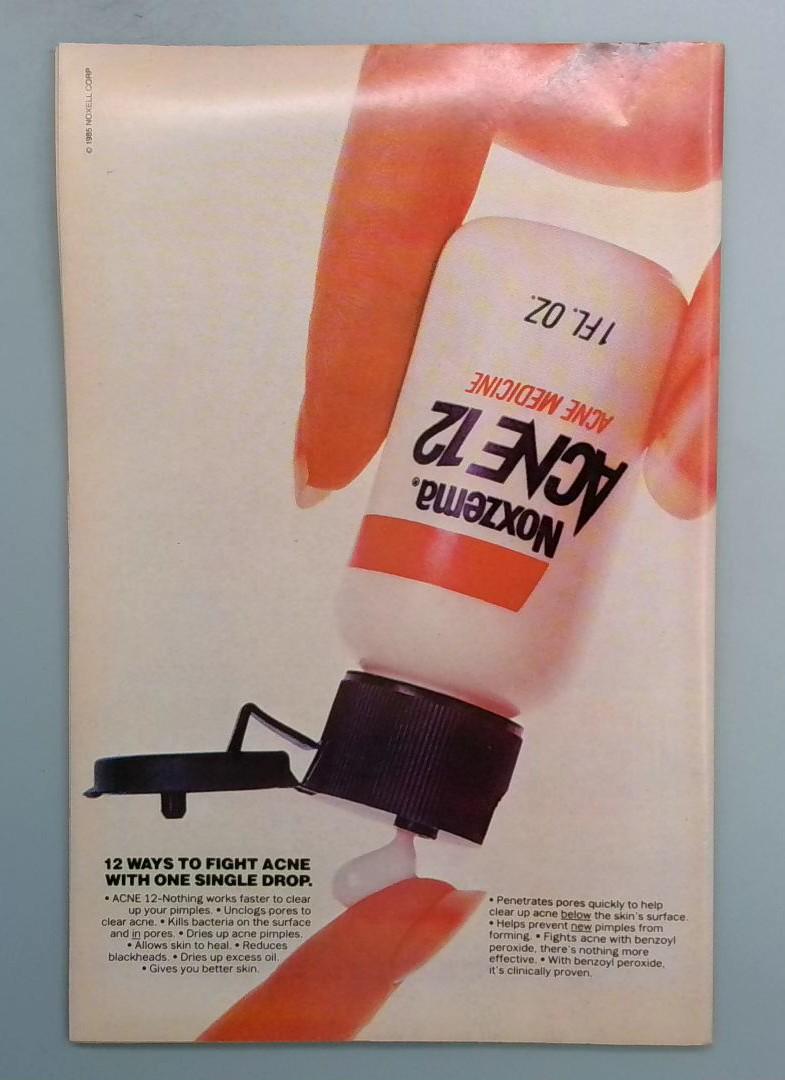 © 1985 NOXELL CORP
1 FL. OZ.
ACNE MEDICINE
ACNE 12
Noxzema®
12 WAYS TO FIGHT ACNE
WITH ONE SINGLE DROP.
• ACNE 12-Nothing works faster to clear
up your pimples. • Unclogs pores to
clear acne. • Kills bacteria on the surface
and in pores. • Dries up acne pimples.
• Allows skin to heal. • Reduces
blackheads. • Dries up excess oil.
• Gives you better skin.
• Penetrates pores quickly to help
clear up acne below the skin's surface.
• Helps prevent new pimples from
forming. • Fights acne with benzoyl
peroxide, there's nothing more
effective. • With benzoyl peroxide,
it's clinically proven.